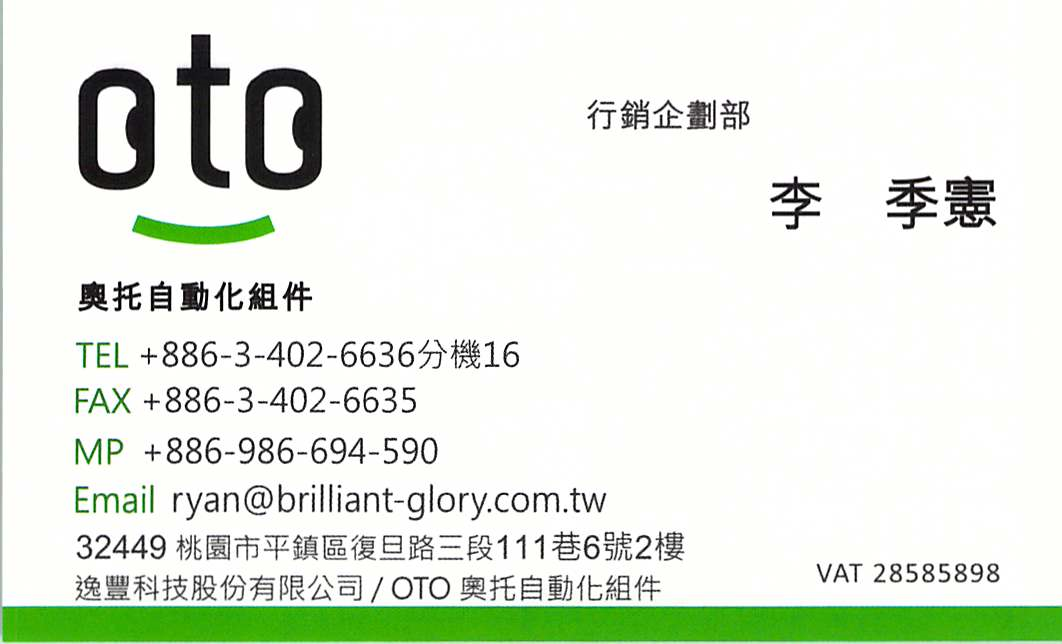 oto
行銷企劃部
李 季憲
奧托自動化組件
TEL +886-3-402-6636分機16
FAX +886-3-402-6635
MP +886-986-694-590
Email ryan@brilliant-glory.com.tw
32449 桃園市平鎮區復旦路三段111巷6號2樓
逸豐科技股份有限公司 / OTO 奧托自動化組件
VAT 28585898